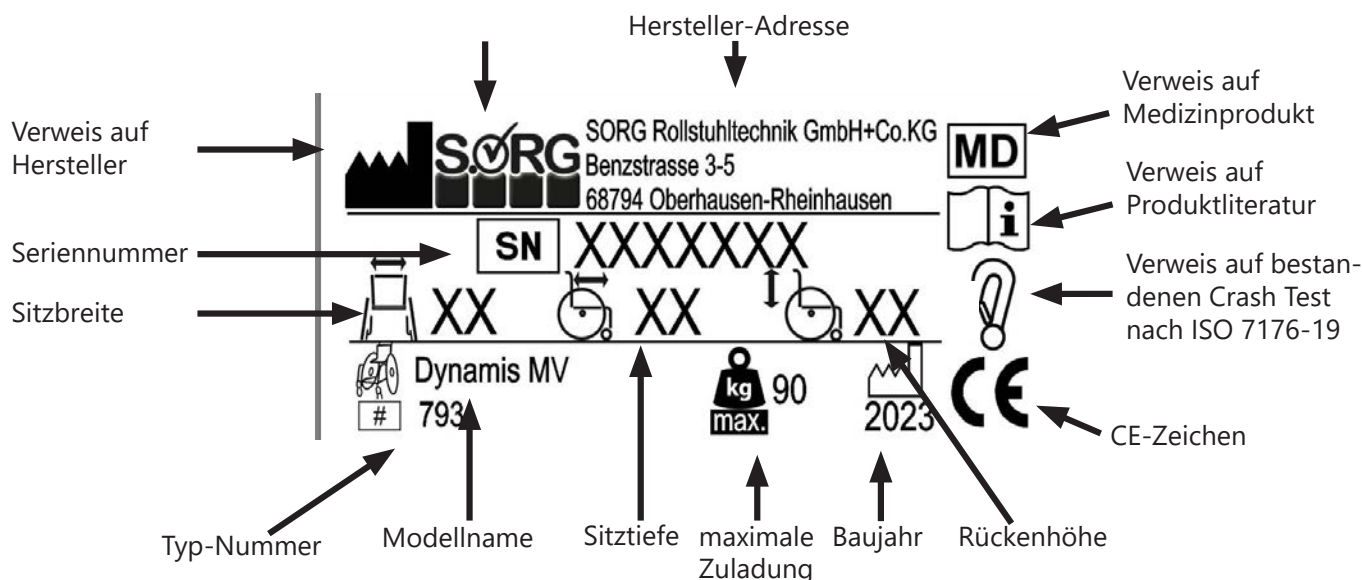 Hersteller-Adresse
Verweis auf
Hersteller
S.ORG
SORG Rollstuhltechnik GmbH+Co.KG
Benzstrasse 3-5
68794 Oberhausen-Rheinhausen
MD
Verweis auf
Medizinprodukt
i
Verweis auf
Produktliteratur
Seriennummer
SN XXXXXXX
Sitzbreite
XX
XX
XX
Verweis auf bestan-
denen Crash Test
nach ISO 7176-19
Dynamis MV
# 793
kg 90
max.
2023
CE
CE-Zeichen
Typ-Nummer
Modellname
Sitztiefe
maximale
Zuladung
Baujahr
Rückenhöhe